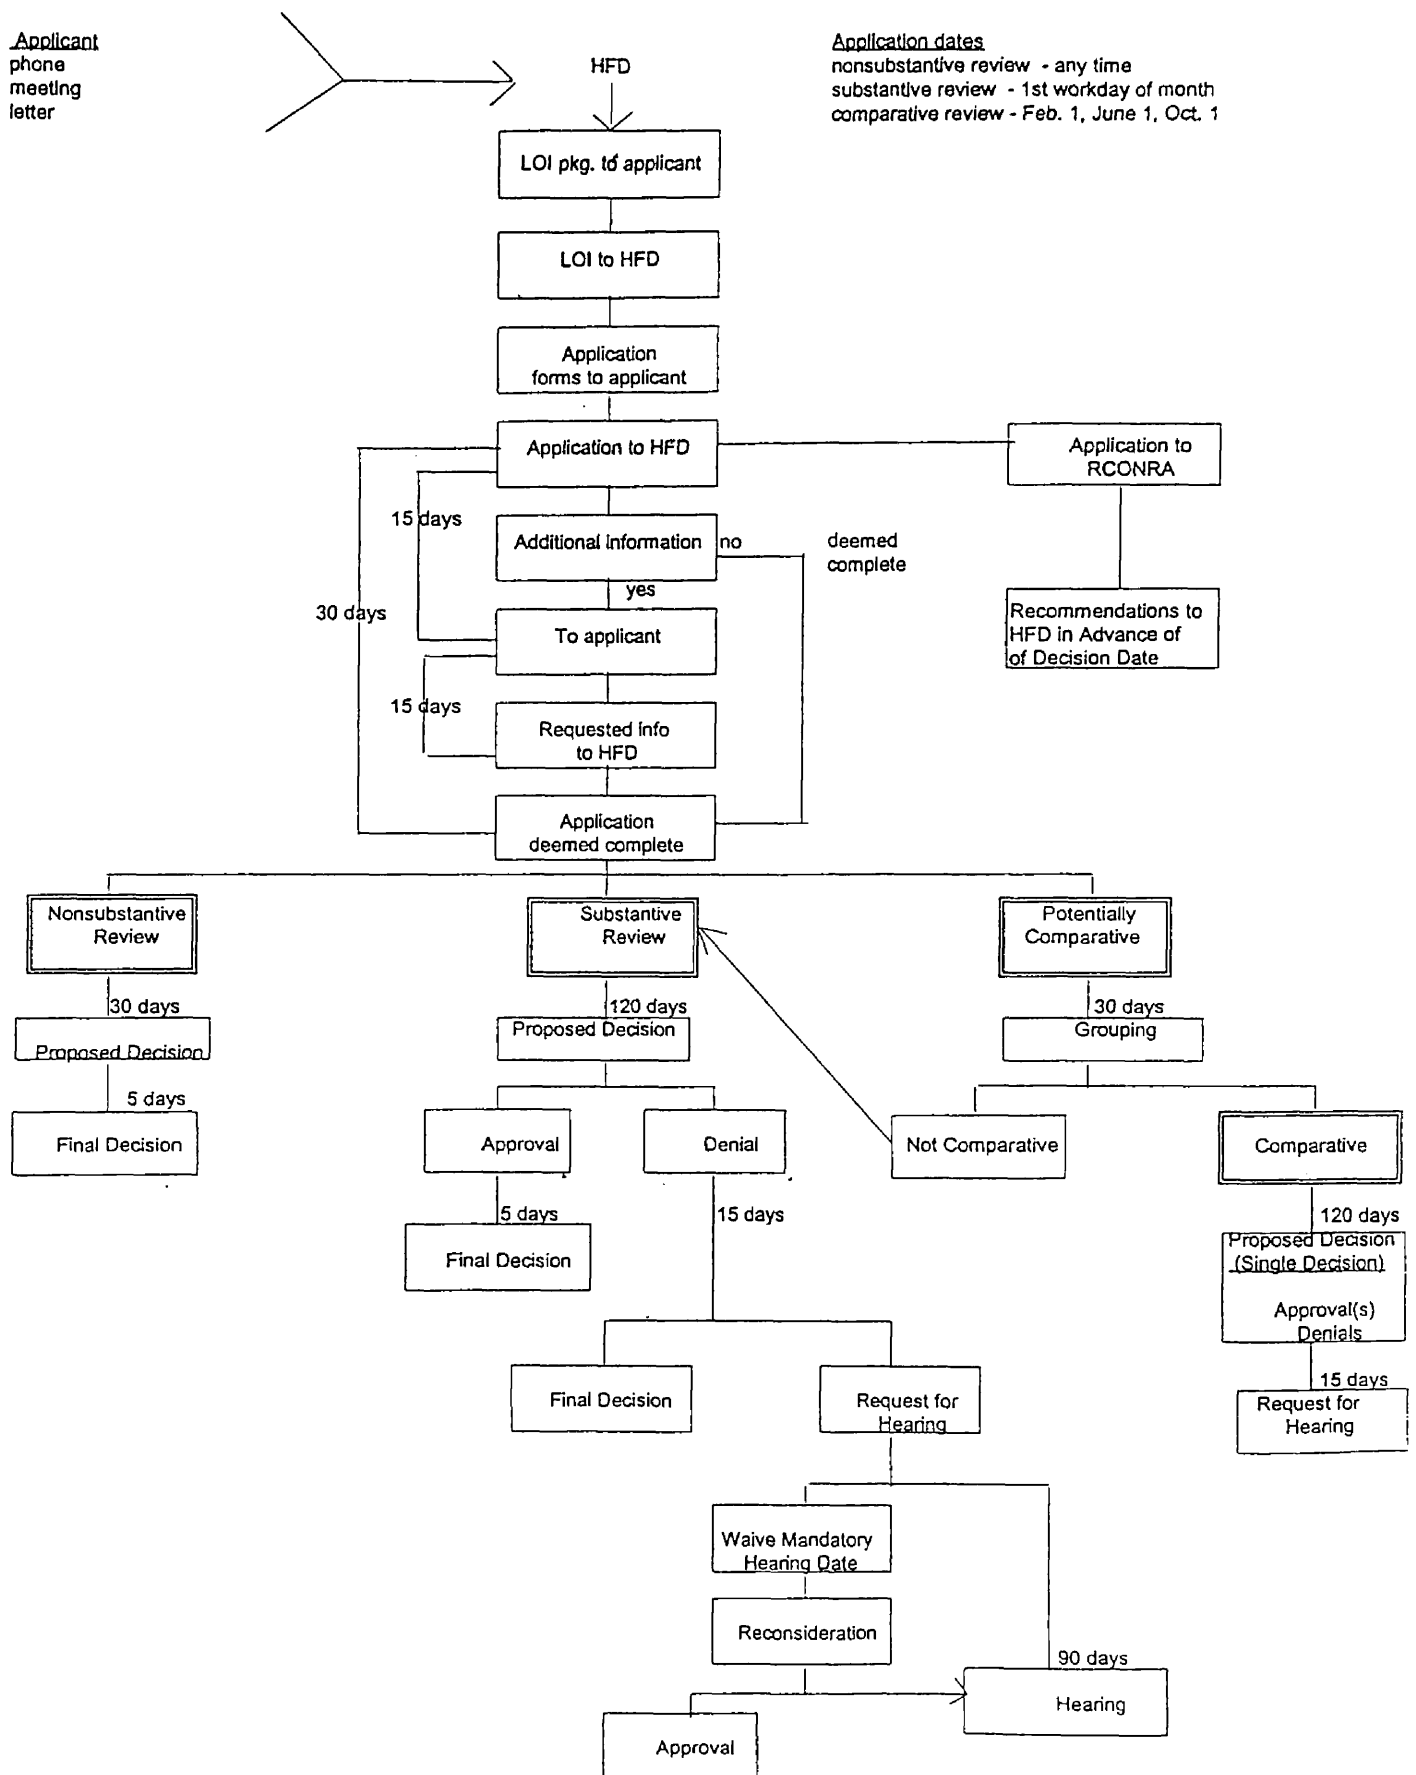 Applicant
phone
meeting
letter
HFD
Application dates
nonsubstantive review - any time
substantive review - 1st workday of month
comparative review - Feb. 1, June 1, Oct. 1
LOI pkg. to applicant
LOI to HFD
Application
forms to applicant
Application to HFD
Application to
RCONRA
15 days
Additional information
no
deemed
complete
yes
30 days
To applicant
Recommendations to
HFD in Advance of
of Decision Date
15 days
Requested info
to HFD
Application
deemed complete
Nonsubstantive
Review
Substantive
Review
Potentially
Comparative
30 days
120 days
30 days
Proposed Decision
Proposed Decision
Grouping
5 days
Final Decision
Approval
Denial
Not Comparative
Comparative
5 days
15 days
120 days
Final Decision
Proposed Decision
(Single Decision)
Approval(s)
Denials
15 days
Final Decision
Request for
Hearing
Request for
Hearing
Waive Mandatory
Hearing Date
Reconsideration
90 days
Hearing
Approval